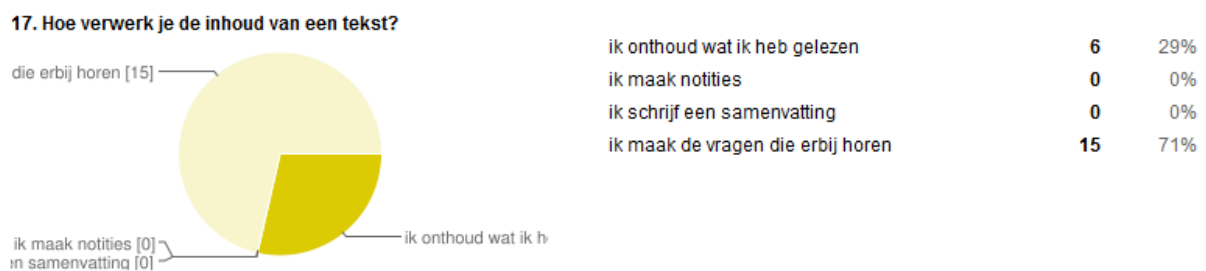 17. Hoe verwerk je de inhoud van een tekst?
die erbij horen [15]
ik maak notities [0]
en samenvatting [0]
ik onthoud wat ik h
ik onthoud wat ik heb gelezen 6 29%
ik maak notities 0 0%
ik schrijf een samenvatting 0 0%
ik maak de vragen die erbij horen 15 71%